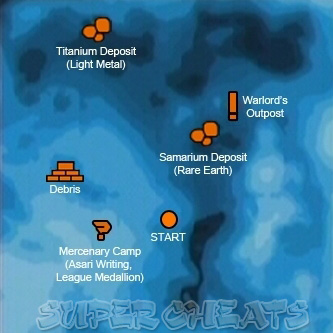 Titanium Deposit
(Light Metal)
Warlord's
Outpost
Samarium Deposit
(Rare Earth)
Debris
START
Mercenary Camp
(Asari Writing,
League Medallion)
SUPER CHEATS